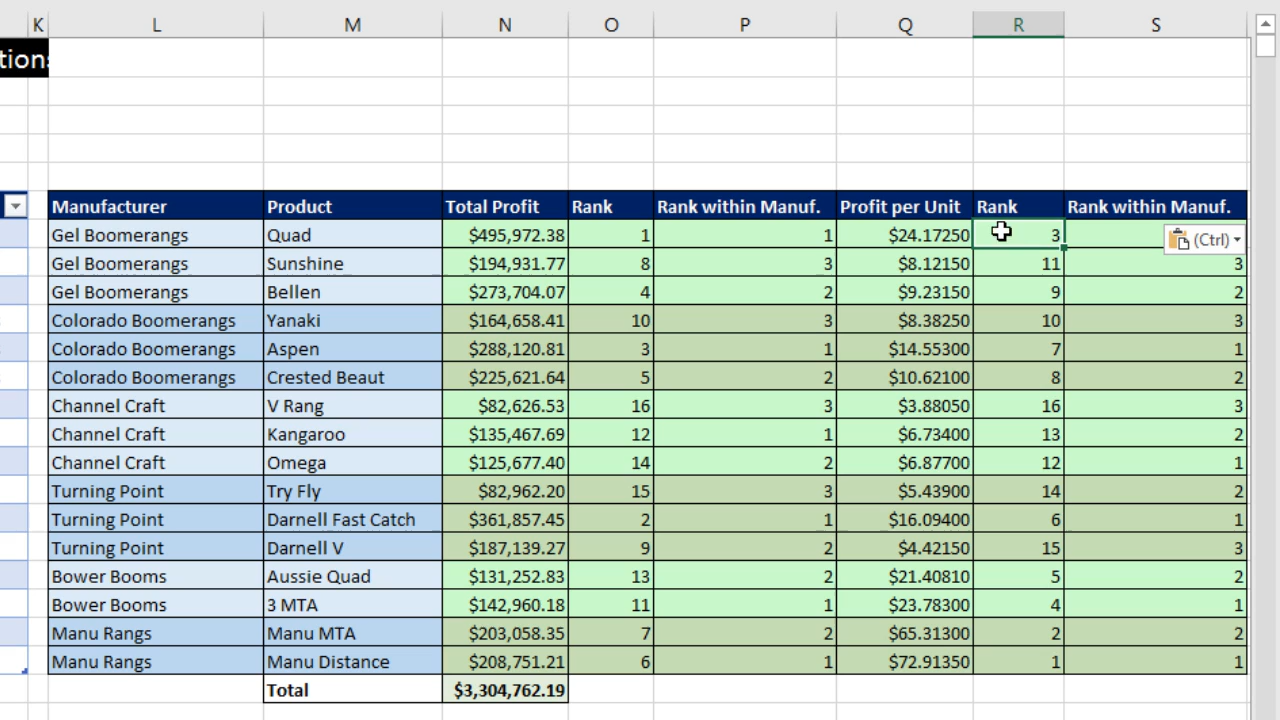 K L M N O P Q R S
tions
Manufacturer Product Total Profit Rank Rank within Manuf. Profit per Unit Rank Rank within Manuf.
Gel Boomerangs Quad $495,972.38 1 1 $24.17250 3 (Ctrl)
Gel Boomerangs Sunshine $194,931.77 8 3 $8.12150 11 3
Gel Boomerangs Bellen $273,704.07 4 2 $9.23150 9 2
Colorado Boomerangs Yanaki $164,658.41 10 3 $8.38250 10 3
Colorado Boomerangs Aspen $288,120.81 3 1 $14.55300 7 1
Colorado Boomerangs Crested Beaut $225,621.64 5 2 $10.62100 8 2
Channel Craft V Rang $82,626.53 16 3 $3.88050 16 3
Channel Craft Kangaroo $135,467.69 12 1 $6.73400 13 2
Channel Craft Omega $125,677.40 14 2 $6.87700 12 1
Turning Point Try Fly $82,962.20 15 3 $5.43900 14 2
Turning Point Darnell Fast Catch $361,857.45 2 1 $16.09400 6 1
Turning Point Darnell V $187,139.27 9 2 $4.42150 15 3
Bower Booms Aussie Quad $131,252.83 13 2 $21.40810 5 2
Bower Booms 3 MTA $142,960.18 11 1 $23.78300 4 1
Manu Rangs Manu MTA $203,058.35 7 2 $65.31300 2 2
Manu Rangs Manu Distance $208,751.21 6 1 $72.91350 1 1
Total $3,304,762.19